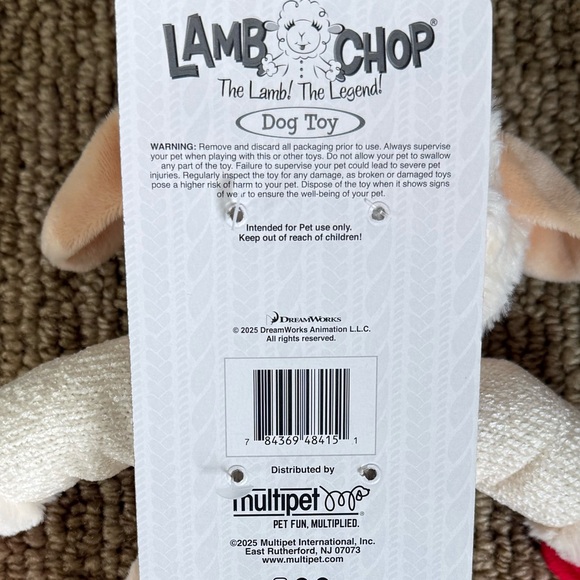 LAMB CHOP®
The Lamb! The Legend!
Dog Toy
WARNING: Remove and discard all packaging prior to use. Always supervise
your pet when playing with this or other toys. Do not allow your pet to swallow
any part of the toy. Failure to supervise your pet could lead to severe pet
injuries. Regularly inspect the toy for any damage, as broken or damaged toys
pose a higher risk of harm to your pet. Dispose of the toy when it shows signs
of wear to ensure the well-being of your pet.
Intended for Pet use only.
Keep out of reach of children!
DREAMWORKS
© 2025 DreamWorks Animation L.L.C.
All rights reserved.
7 84369 48415 1
Distributed by
multipet
PET FUN, MULTIPLIED.
©2025 Multipet International, Inc.
East Rutherford, NJ 07073
www.multipet.com